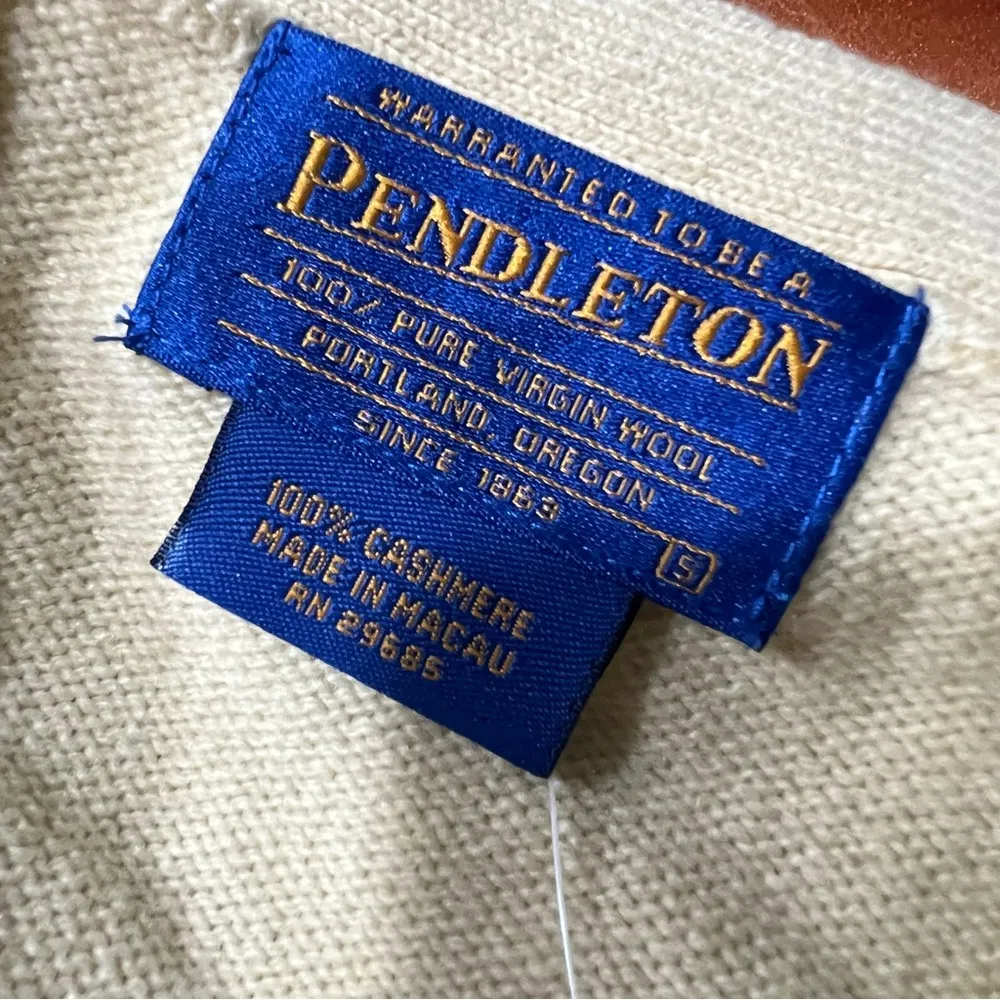 WARRANTED TO BE A
PENDLETON
100% PURE VIRGIN WOOL
PORTLAND, OREGON
SINCE 1863
S
100% CASHMERE
MADE IN MACAU
RN 29685